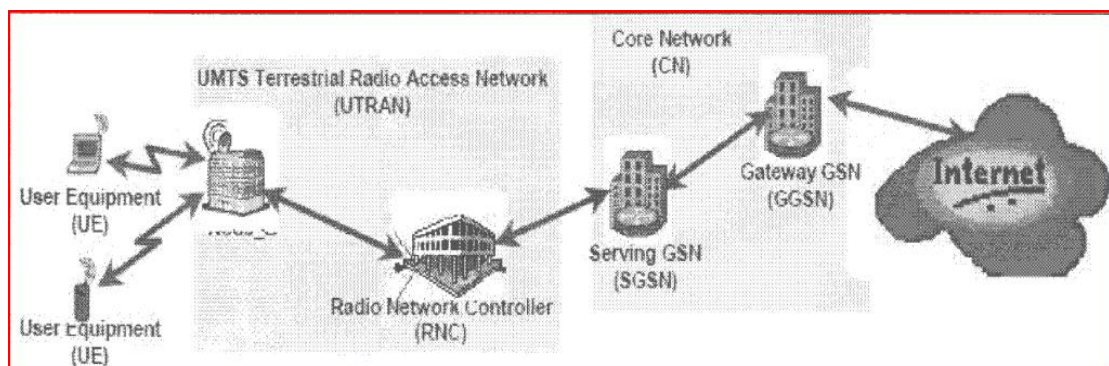 Core Network
(CN)
UMTS Terrestrial Radio Access Network
(UTRAN)
User Equipment
(UE)
Gateway GSN
(GGSN)
Internet
Serving GSN
(SGSN)
Radio Network Controller
(RNC)
User Equipment
(UE)